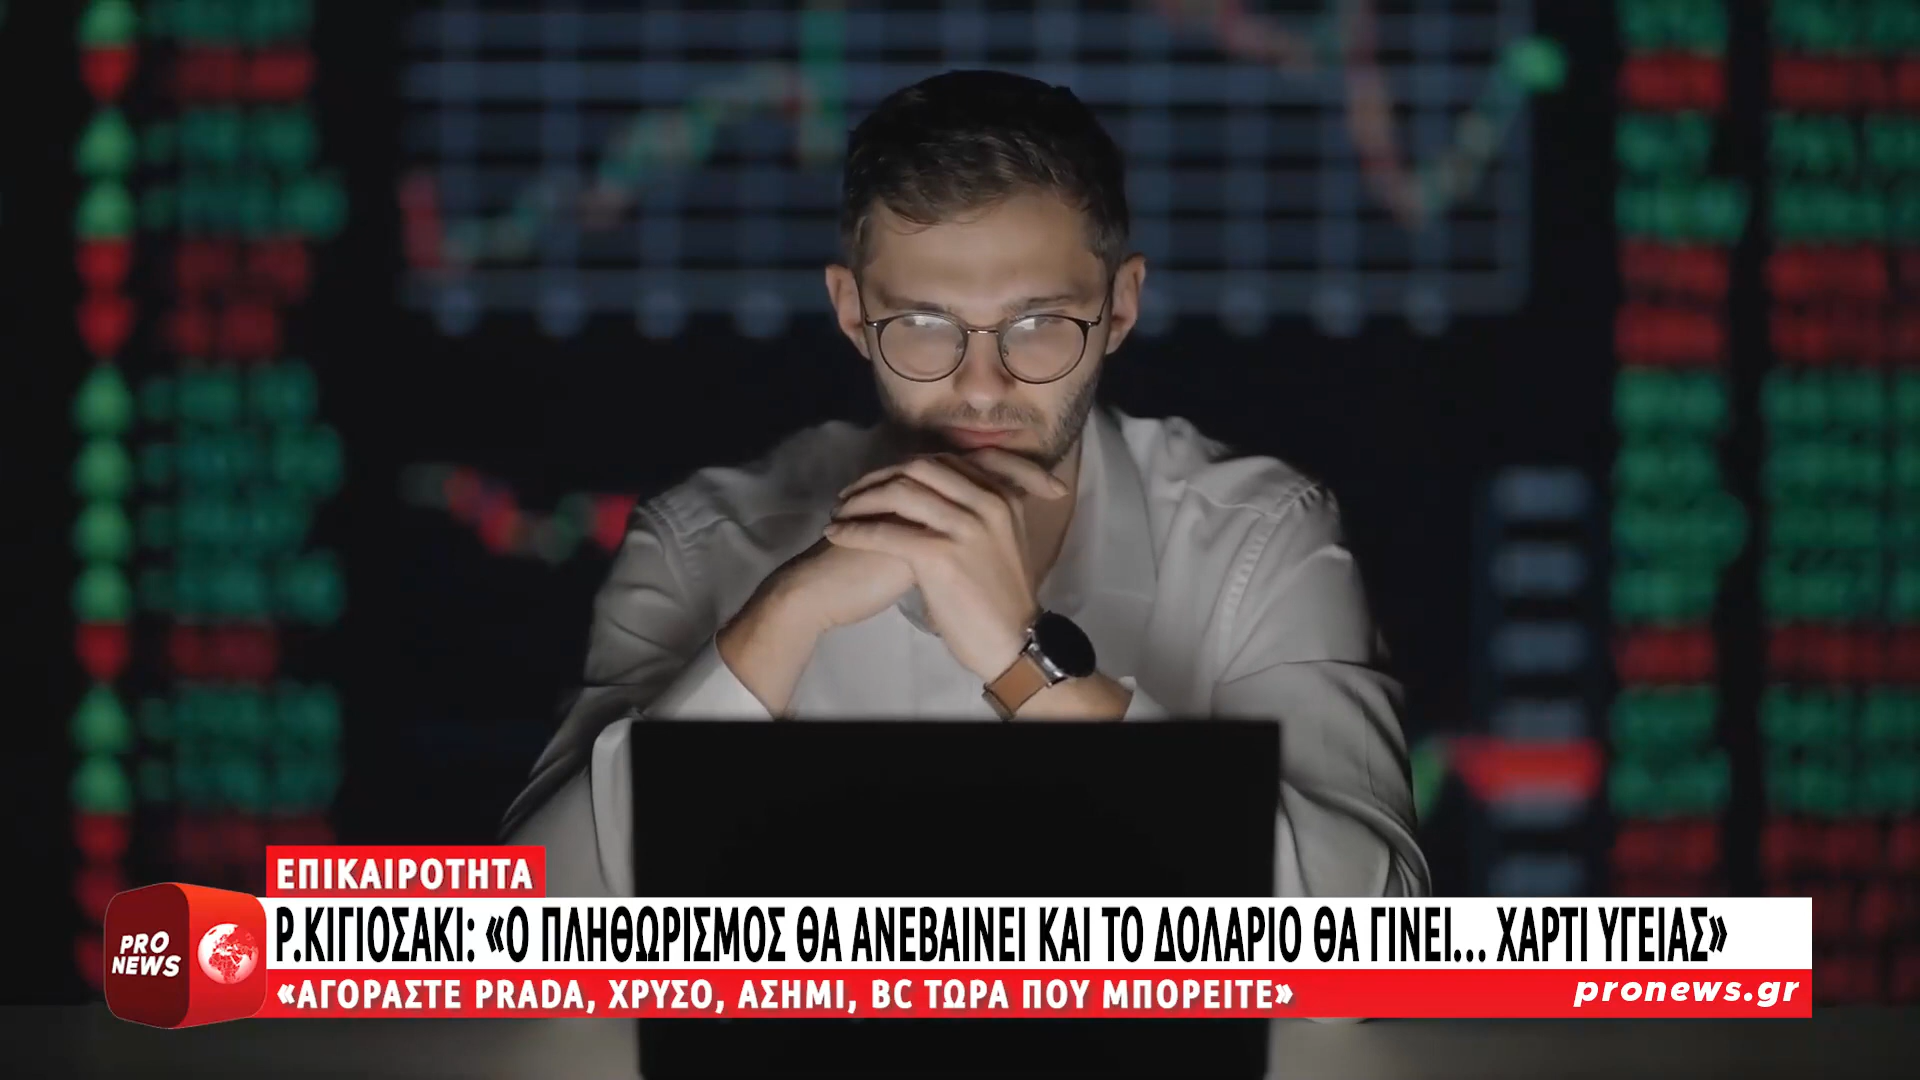 ΕΠΙΚΑΙΡΟΤΗΤΑ
PRO
NEWS
Ρ.ΚΙΓΙΟΣΑΚΙ: «Ο ΠΛΗΘΩΡΙΣΜΟΣ ΘΑ ΑΝΕΒΑΙΝΕΙ ΚΑΙ ΤΟ ΔΟΛΑΡΙΟ ΘΑ ΓΙΝΕΙ... ΧΑΡΤΙ ΥΓΕΙΑΣ»
«ΑΓΟΡΑΣΤΕ PRADA, ΧΡΥΣΟ, ΑΣΗΜΙ, BC ΤΩΡΑ ΠΟΥ ΜΠΟΡΕΙΤΕ»
pronews.gr